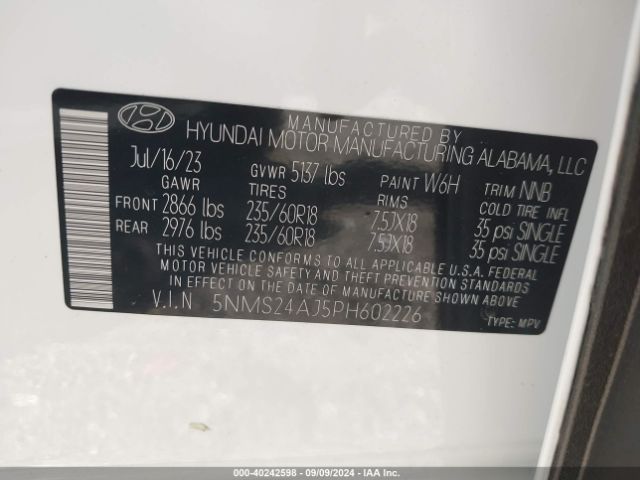 MANUFACTURED BY
HYUNDAI MOTOR MANUFACTURING ALABAMA, LLC
Jul/16/23 GVWR 5137 lbs PAINT W6H TRIM NNB
GAWR TIRES RIMS COLD TIRE INFL
FRONT 2866 lbs 235/60R18 7.5JX18 35 psi SINGLE
REAR 2976 lbs 235/60R18 7.5JX18 35 psi SINGLE
THIS VEHICLE CONFORMS TO ALL APPLICABLE U.S.A. FEDERAL
MOTOR VEHICLE SAFETY AND THEFT PREVENTION STANDARDS
IN EFFECT ON THE DATE OF MANUFACTURE SHOWN ABOVE.
V.I.N 5NMS24AJ5PH602226 TYPE: MPV
000-40242598 - 09/09/2024 - IAA Inc.